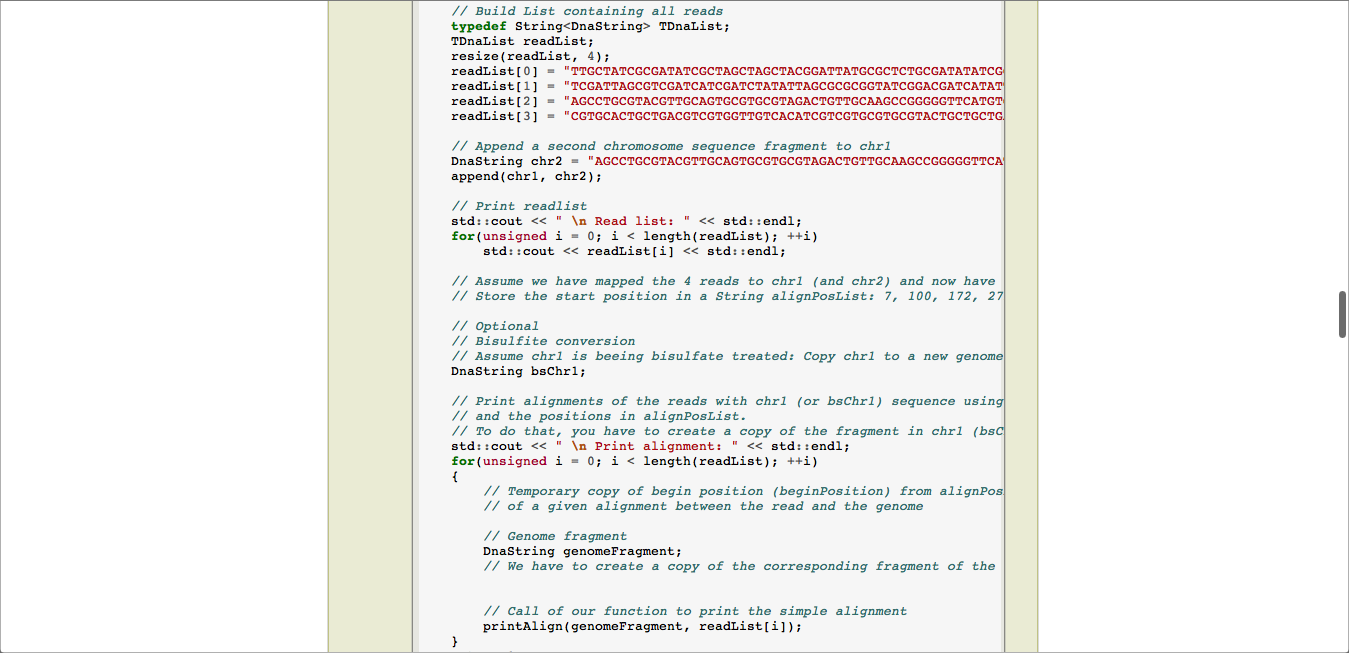 // Build List containing all reads
typedef String<DnaString> TDnaList;
TDnaList readList;
resize(readList, 4);
readList[0] = "TTGCTATCGCGATATCGCTAGCTAGCTACGGATTATGCGCTCTGCGATATATCG
readList[1] = "TCGATTAGCGTCGATCATCGATCTATATTAGCGCGCGGTATCGGACGATCATAT
readList[2] = "AGCCTGCGTACGTTGCAGTGCGTGCGTAGACTGTTGCAAGCCGGGGGTTCATGT
readList[3] = "CGTGCACTGCTGACGTCGTGGTTGTCACATCGTCGTGCGTGCGTACTGCTGCTG
// Append a second chromosome sequence fragment to chr1
DnaString chr2 = "AGCCTGCGTACGTTGCAGTGCGTGCGTAGACTGTTGCAAGCCGGGGGTTCA
append(chr1, chr2);
// Print readlist
std::cout << " \n Read list: " << std::endl;
for(unsigned i = 0; i < length(readList); ++i)
std::cout << readList[i] << std::endl;
// Assume we have mapped the 4 reads to chr1 (and chr2) and now have
// Store the start position in a String alignPosList: 7, 100, 172, 27
// Optional
// Bisulfite conversion
// Assume chr1 is beeing bisulfate treated: Copy chr1 to a new genome
DnaString bsChr1;
// Print alignments of the reads with chr1 (or bsChr1) sequence using
// and the positions in alignPosList.
// To do that, you have to create a copy of the fragment in chr1 (bsC
std::cout << " \n Print alignment: " << std::endl;
for(unsigned i = 0; i < length(readList); ++i)
{
// Temporary copy of begin position (beginPosition) from alignPos
// of a given alignment between the read and the genome
// Genome fragment
DnaString genomeFragment;
// We have to create a copy of the corresponding fragment of the
// Call of our function to print the simple alignment
printAlign(genomeFragment, readList[i]);
}